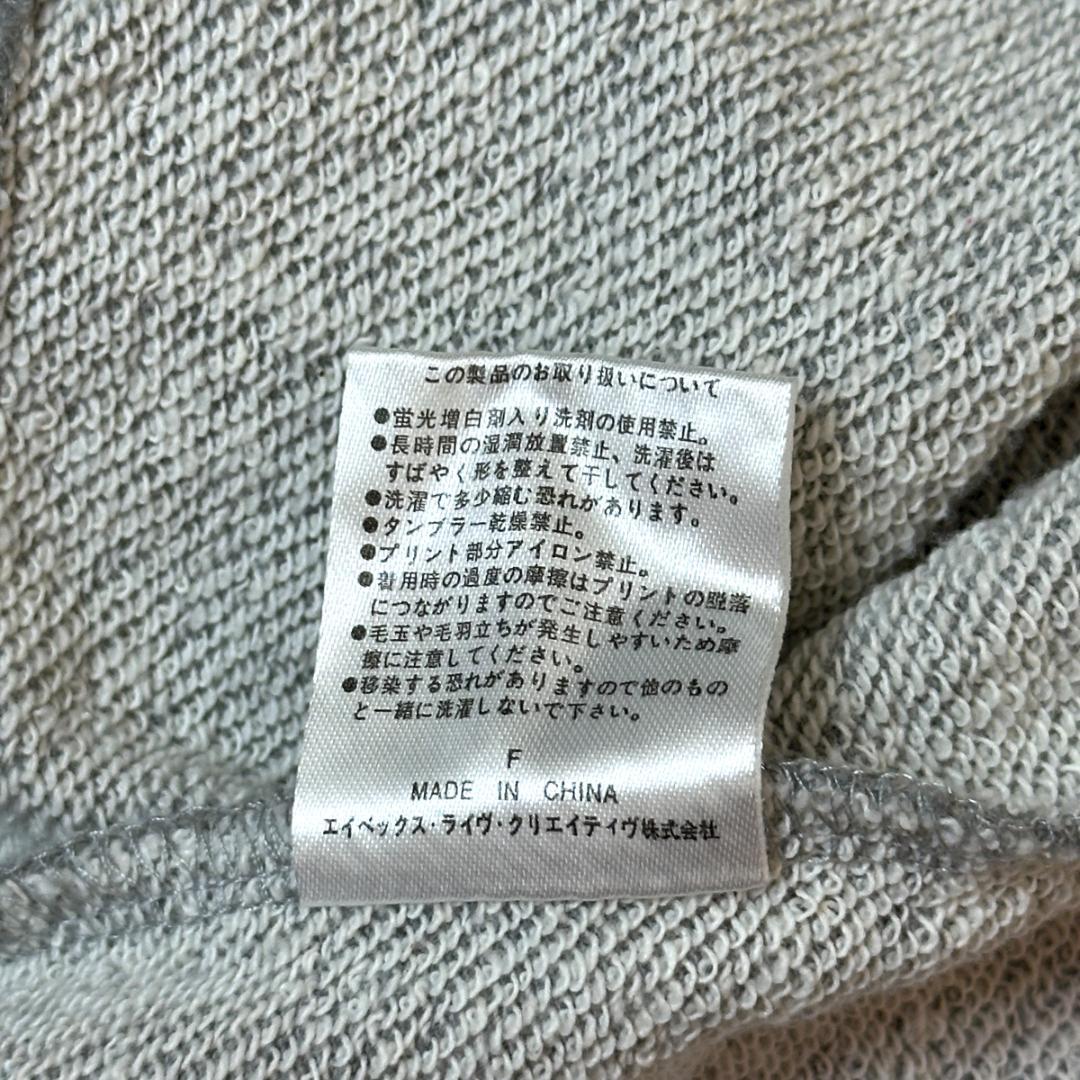 この製品のお取り扱いについて
●蛍光増白剤入り洗剤の使用禁止。
●長時間の湿潤放置禁止、洗濯後は
すばやく形を整えて干してください。
●洗濯で多少縮む恐れがあります。
●タンブラー乾燥禁止。
●プリント部分アイロン禁止。
●着用時の過度の摩擦はプリントの脱落
につながりますのでご注意ください。
●毛玉や毛羽立ちが発生しやすいため摩
擦に注意してください。
●移染する恐れがありますので他のもの
と一緒に洗濯しないで下さい。
F
MADE IN CHINA
エイベックス・ライヴ・クリエイティヴ株式会社